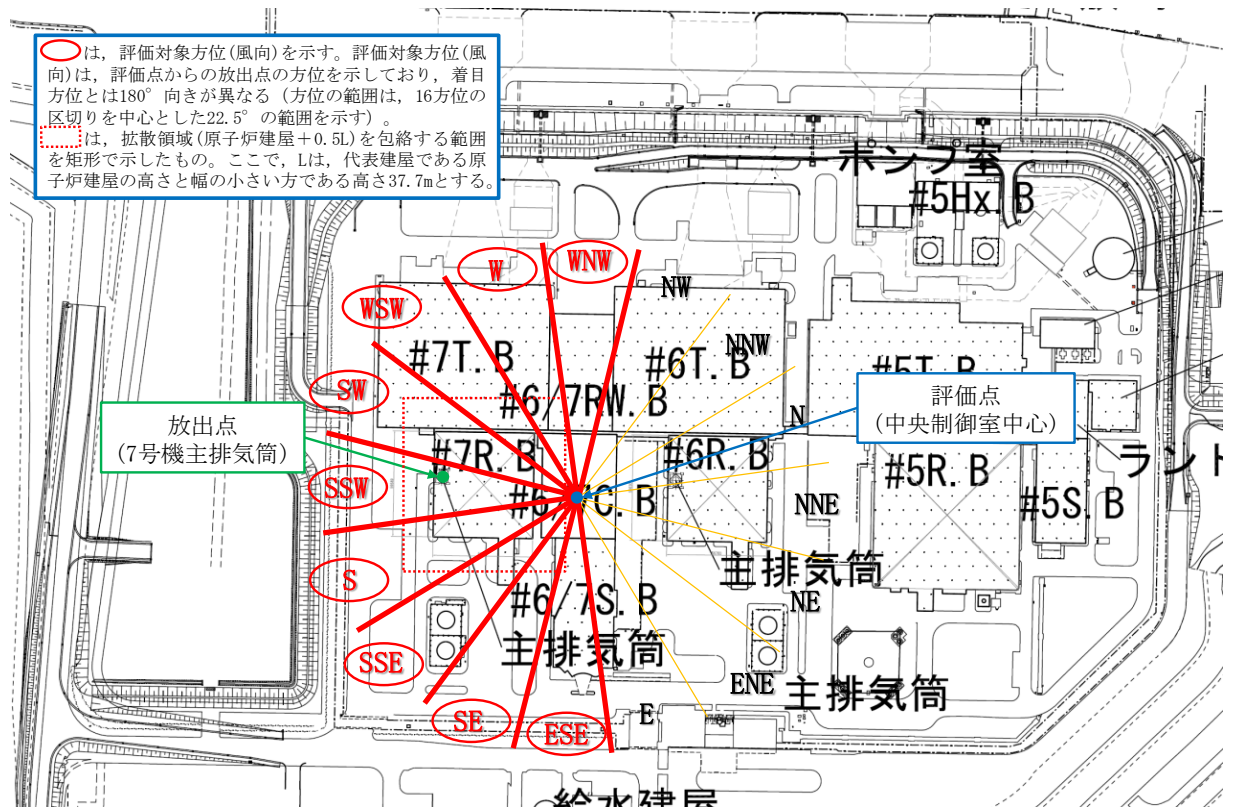 は，評価対象方位(風向)を示す。評価対象方位(風
向)は，評価点からの放出点の方位を示しており，着目
方位とは180°向きが異なる（方位の範囲は，16方位の
区切りを中心とした22.5°の範囲を示す）。
は，拡散領域(原子炉建屋＋0.5L)を包絡する範囲
を矩形で示したもの。ここで，Lは，代表建屋である原
子炉建屋の高さと幅の小さい方である高さ37.7mとする。
ポンプ室
#5Hx.B
W
WNW
NW
WSW
NNW
#7T.B
#6T.B
#5T.B
#6/7RW.B
SW
N
評価点
(中央制御室中心)
放出点
(7号機主排気筒)
#7R.B
#6R.B
#5R.B
ラント
SSW
#6/7C.B
NNE
#5S.B
S
主排気筒
#6/7S.B
NE
SSE
主排気筒
ENE
主排気筒
SE
ESE
E
給水建屋